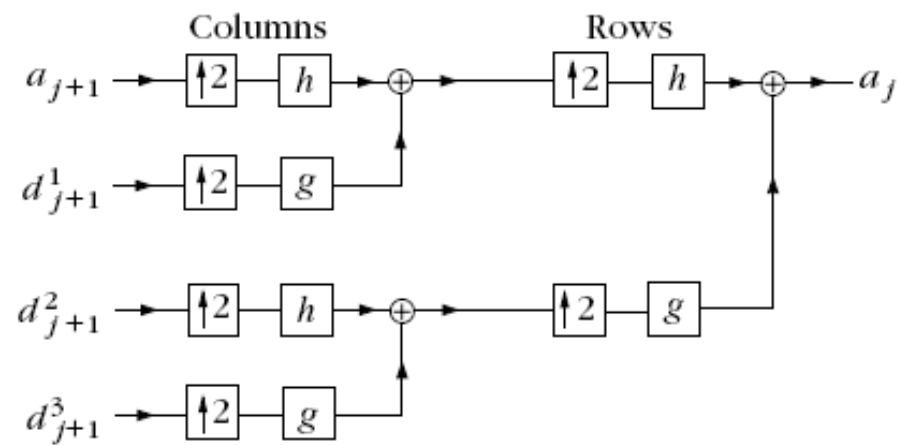 Columns Rows
a_{j+1} ↑2 h ⊕ ↑2 h ⊕ a_j
d^1_{j+1} ↑2 g
d^2_{j+1} ↑2 h ⊕ ↑2 g
d^3_{j+1} ↑2 g